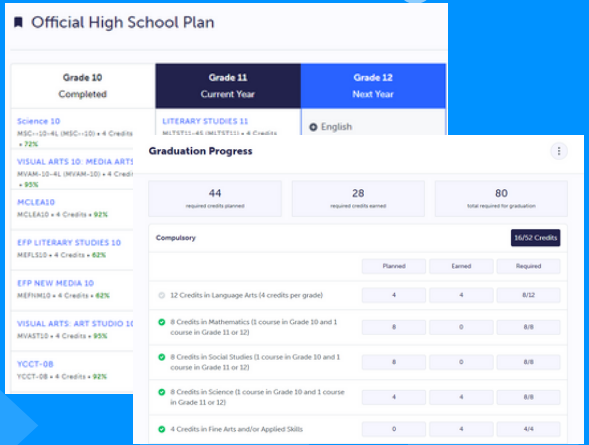 Official High School Plan
Grade 10
Completed
Grade 11
Current Year
Grade 12
Next Year
Science 10
MSC--10-4L (MSC--10) • 4 Credits
• 72%
VISUAL ARTS 10: MEDIA ARTS
MVAM-10-4L (MVAM-10) • 4 Credi
• 95%
MCLEA10
MCLEA10 • 4 Credits • 92%
EFP LITERARY STUDIES 10
MEFLS10 • 4 Credits • 62%
EFP NEW MEDIA 10
MEFNM10 • 4 Credits • 62%
VISUAL ARTS: ART STUDIO 10
MVAST10 • 4 Credits • 95%
YCCT-08
YCCT-08 • 4 Credits • 92%
LITERARY STUDIES 11
MLTST11-4S (MLTST11) • 4 Credits
English
Graduation Progress
44
required credits planned
28
required credits earned
80
total required for graduation
Compulsory
16/52 Credits
Planned Earned Required
12 Credits in Language Arts (4 credits per grade) 4 4 8/12
8 Credits in Mathematics (1 course in Grade 10 and 1
course in Grade 11 or 12) 8 0 8/8
8 Credits in Social Studies (1 course in Grade 10 and 1
course in Grade 11 or 12) 8 0 8/8
8 Credits in Science (1 course in Grade 10 and 1 course
in Grade 11 or 12) 4 4 8/8
4 Credits in Fine Arts and/or Applied Skills 0 4 4/4